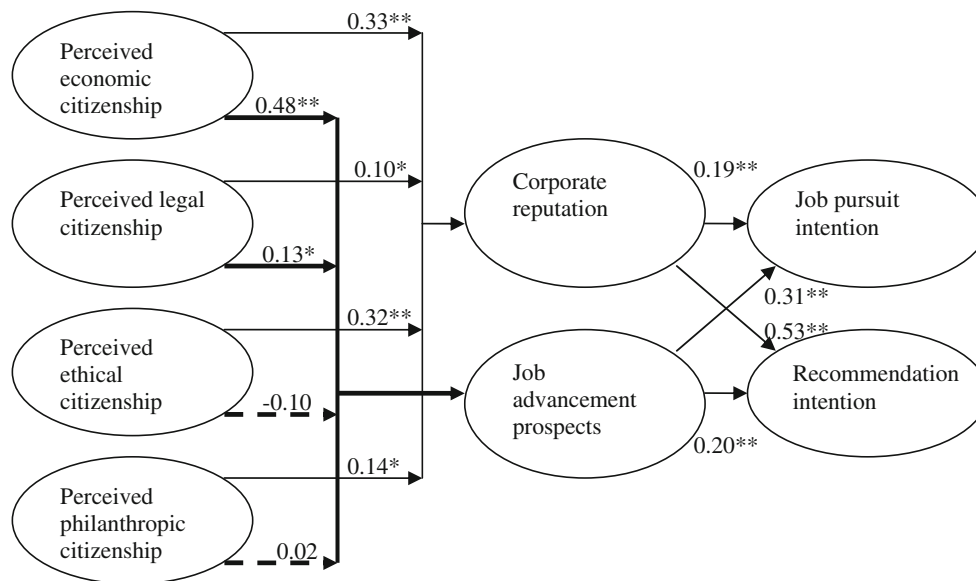 0.33**
Perceived
economic
citizenship
0.48**
0.10*
Perceived legal
citizenship
0.13*
0.32**
Perceived
ethical
citizenship
-0.10
0.14*
Perceived
philanthropic
citizenship
0.02
Corporate
reputation
0.19**
Job pursuit
intention
0.31**
0.53**
Job
advancement
prospects
0.20**
Recommendation
intention